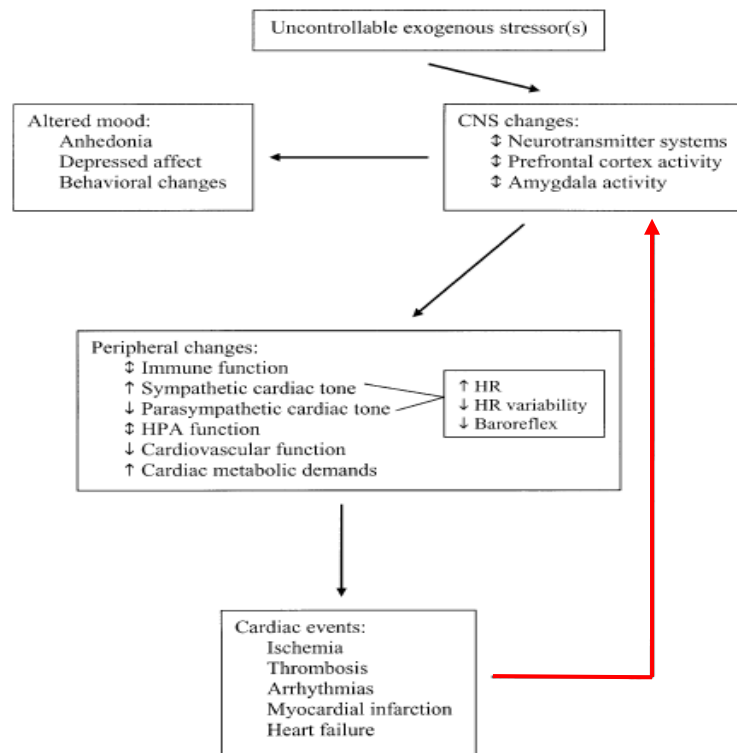 Uncontrollable exogenous stressor(s)
Altered mood:
Anhedonia
Depressed affect
Behavioral changes
CNS changes:
↕ Neurotransmitter systems
↕ Prefrontal cortex activity
↕ Amygdala activity
Peripheral changes:
↕ Immune function
↑ Sympathetic cardiac tone
↓ Parasympathetic cardiac tone
↕ HPA function
↓ Cardiovascular function
↑ Cardiac metabolic demands
↑ HR
↓ HR variability
↓ Baroreflex
Cardiac events:
Ischemia
Thrombosis
Arrhythmias
Myocardial infarction
Heart failure